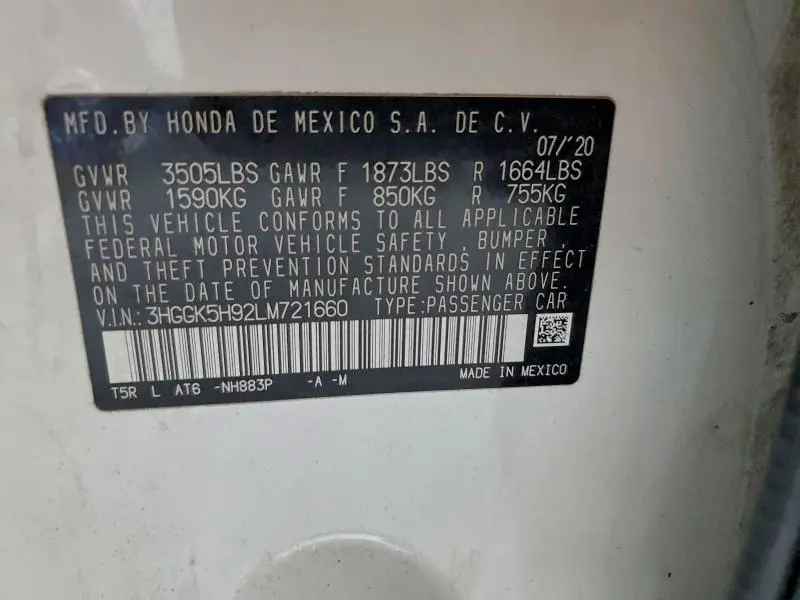 MFD.BY HONDA DE MEXICO S.A. DE C.V.
07/'20
GVWR 3505LBS GAWR F 1873LBS R 1664LBS
GVWR 1590KG GAWR F 850KG R 755KG
THIS VEHICLE CONFORMS TO ALL APPLICABLE
FEDERAL MOTOR VEHICLE SAFETY, BUMPER,
AND THEFT PREVENTION STANDARDS IN EFFECT
ON THE DATE OF MANUFACTURE SHOWN ABOVE.
V.I.N.: 3HGGK5H92LM721660 TYPE:PASSENGER CAR
T5R L AT6 -NH883P -A -M MADE IN MEXICO